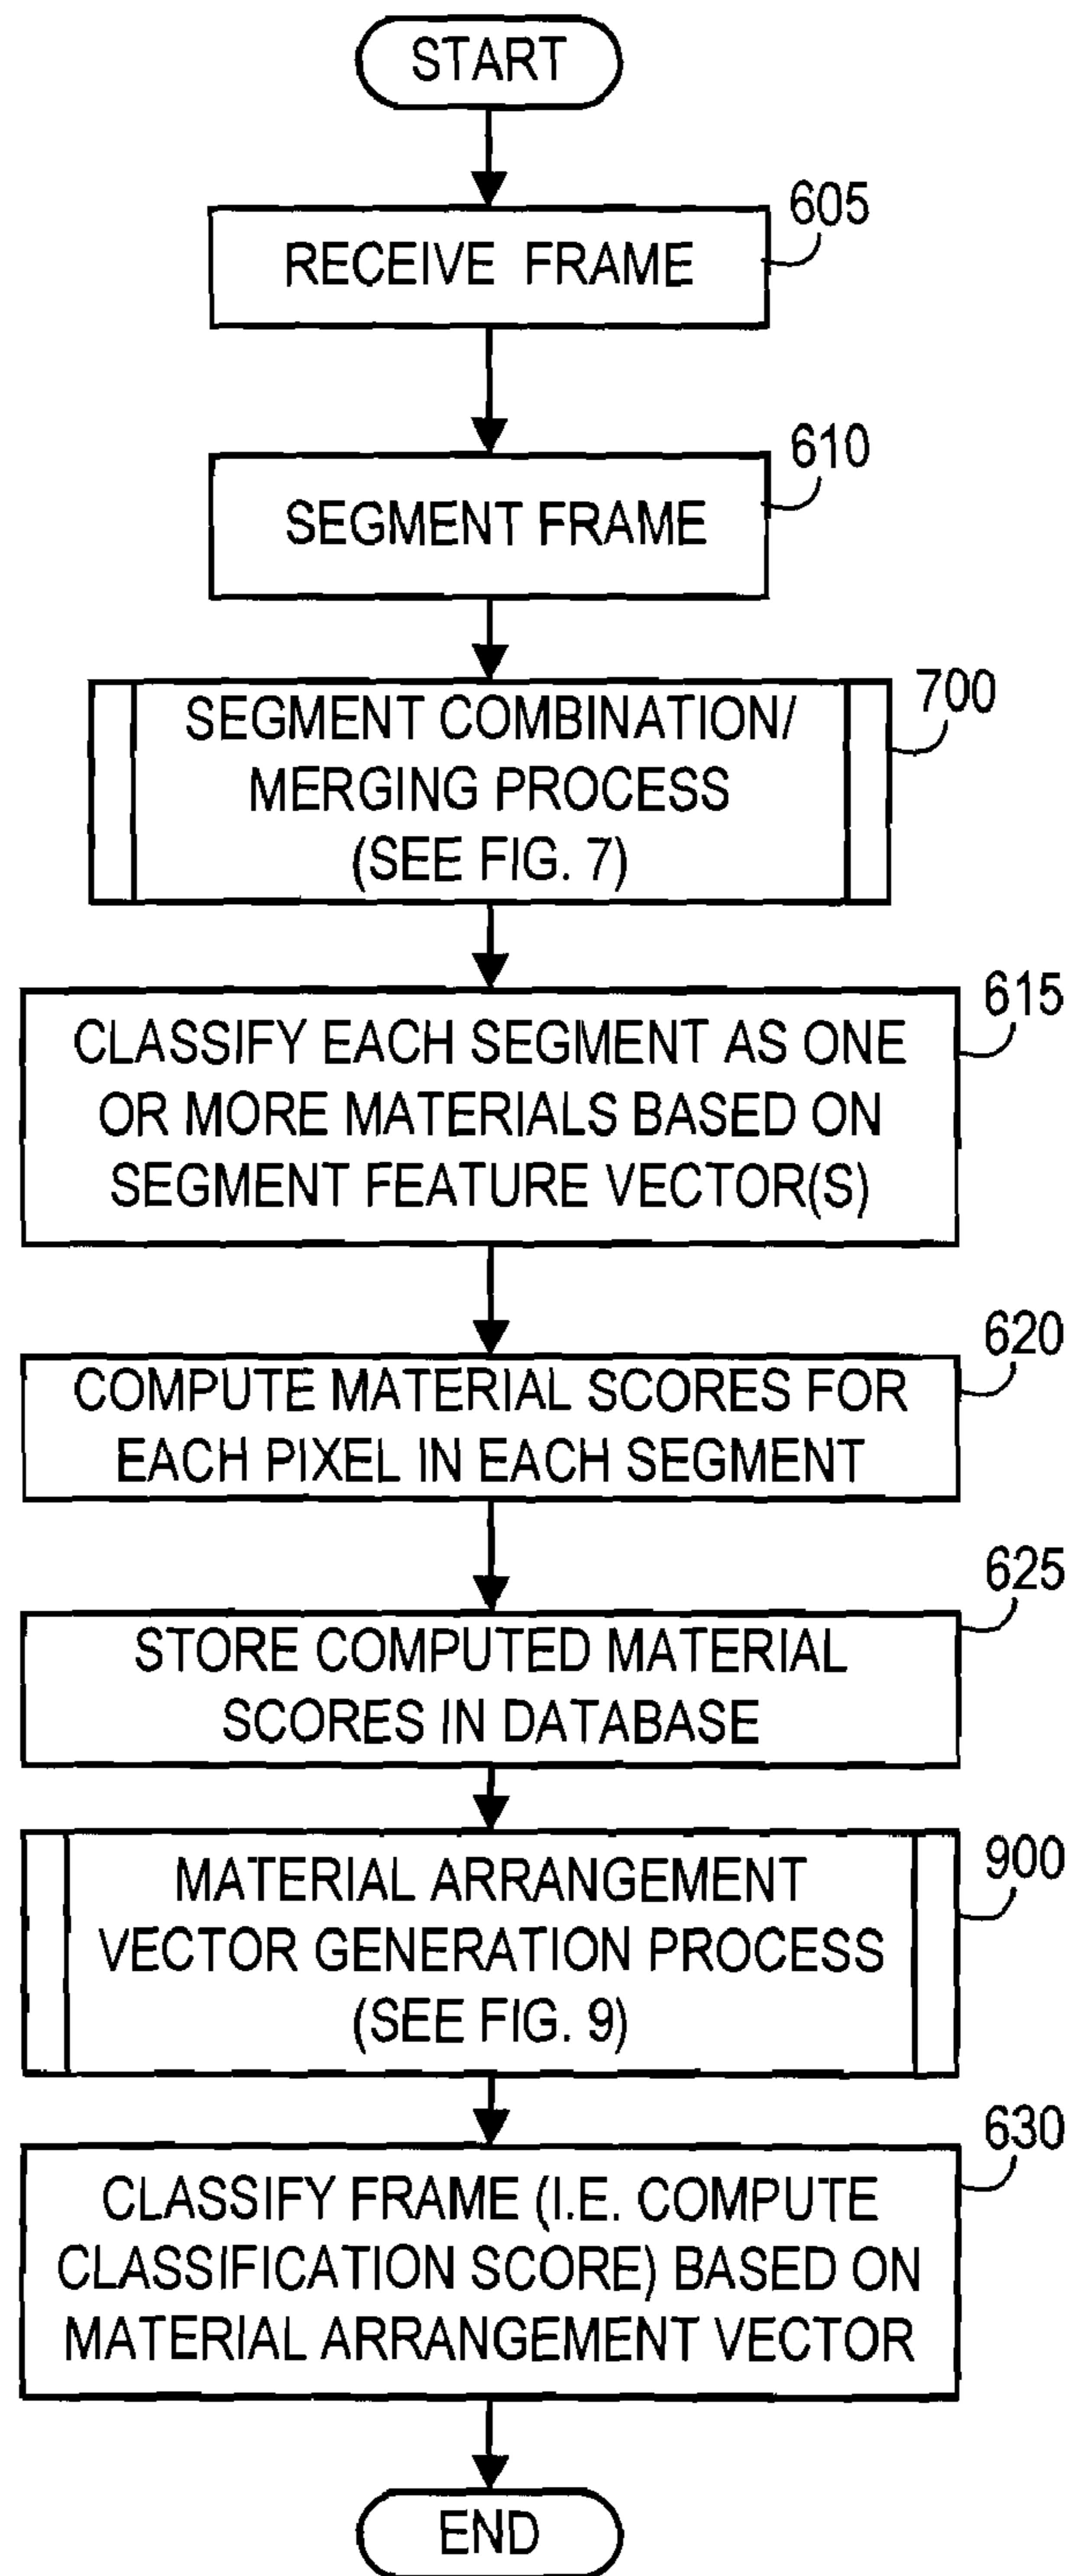 START
605
RECEIVE FRAME
610
SEGMENT FRAME
700
SEGMENT COMBINATION/
MERGING PROCESS
(SEE FIG. 7)
615
CLASSIFY EACH SEGMENT AS ONE
OR MORE MATERIALS BASED ON
SEGMENT FEATURE VECTOR(S)
620
COMPUTE MATERIAL SCORES FOR
EACH PIXEL IN EACH SEGMENT
625
STORE COMPUTED MATERIAL
SCORES IN DATABASE
900
MATERIAL ARRANGEMENT
VECTOR GENERATION PROCESS
(SEE FIG. 9)
630
CLASSIFY FRAME (I.E. COMPUTE
CLASSIFICATION SCORE) BASED ON
MATERIAL ARRANGEMENT VECTOR
END